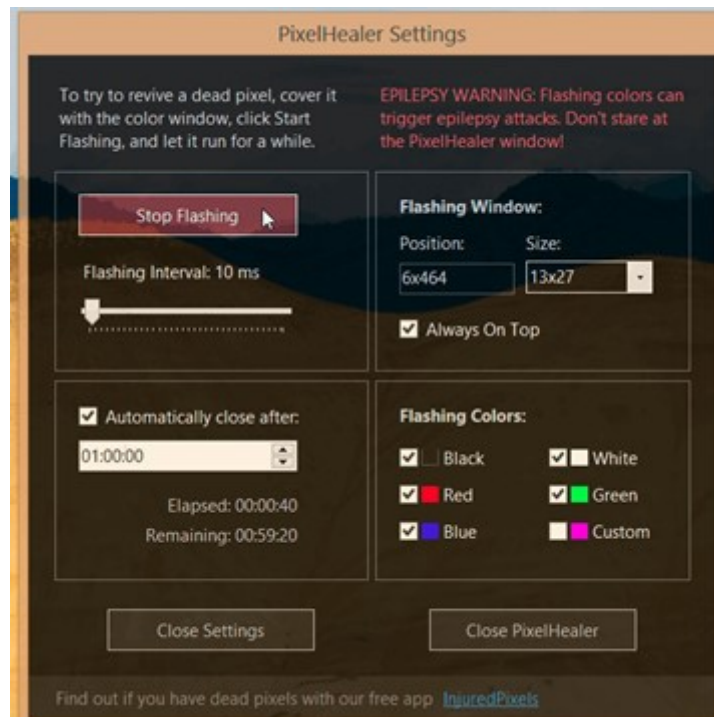 PixelHealer Settings
To try to revive a dead pixel, cover it
with the color window, click Start
Flashing, and let it run for a while.
EPILEPSY WARNING: Flashing colors can
trigger epilepsy attacks. Don't stare at
the PixelHealer window!
Stop Flashing
Flashing Interval: 10 ms
Flashing Window:
Position: Size:
6x464 13x27
Always On Top
Automatically close after:
01:00:00
Elapsed: 00:00:40
Remaining: 00:59:20
Flashing Colors:
Black White
Red Green
Blue Custom
Close Settings Close PixelHealer
Find out if you have dead pixels with our free app InjuredPixels